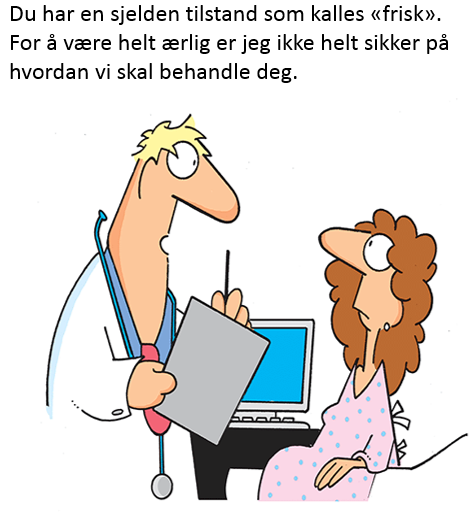 Du har en sjelden tilstand som kalles «frisk».
For å være helt ærlig er jeg ikke helt sikker på
hvordan vi skal behandle deg.